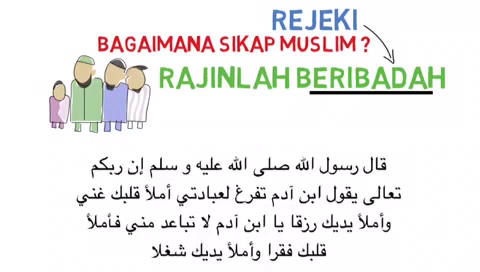 REJEKI
BAGAIMANA SIKAP MUSLIM ?
RAJINLAH BERIBADAH
قال رسول الله صلى الله عليه و سلم إن ربكم
تعالى يقول ابن آدم تفرغ لعبادتي أملأ قلبك غني
وأملأ يديك رزقا يا ابن آدم لا تباعد مني فأملأ
قلبك فقرا وأملأ يديك شغلا